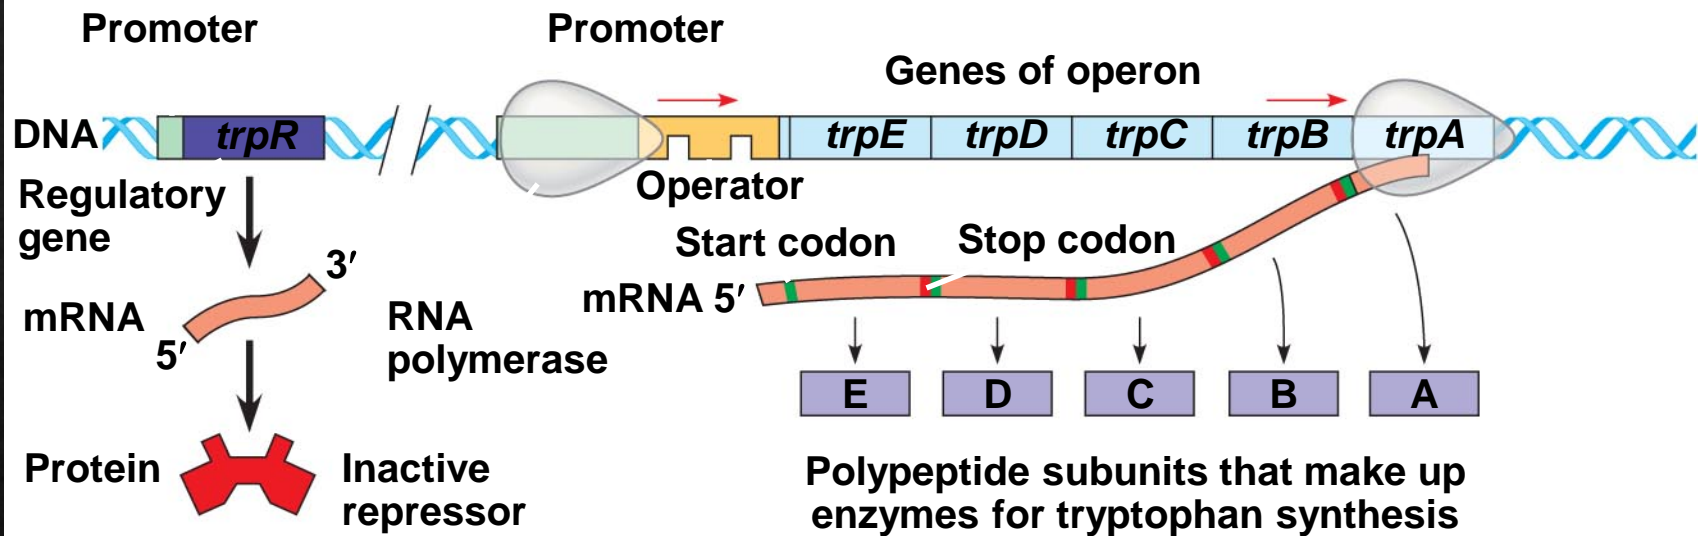 Promoter
Promoter
Genes of operon
DNA
trpR
trpE
trpD
trpC
trpB
trpA
Regulatory
gene
Operator
Start codon
Stop codon
3′
mRNA
5′
RNA
polymerase
mRNA 5′
E
D
C
B
A
Protein
Inactive
repressor
Polypeptide subunits that make up
enzymes for tryptophan synthesis